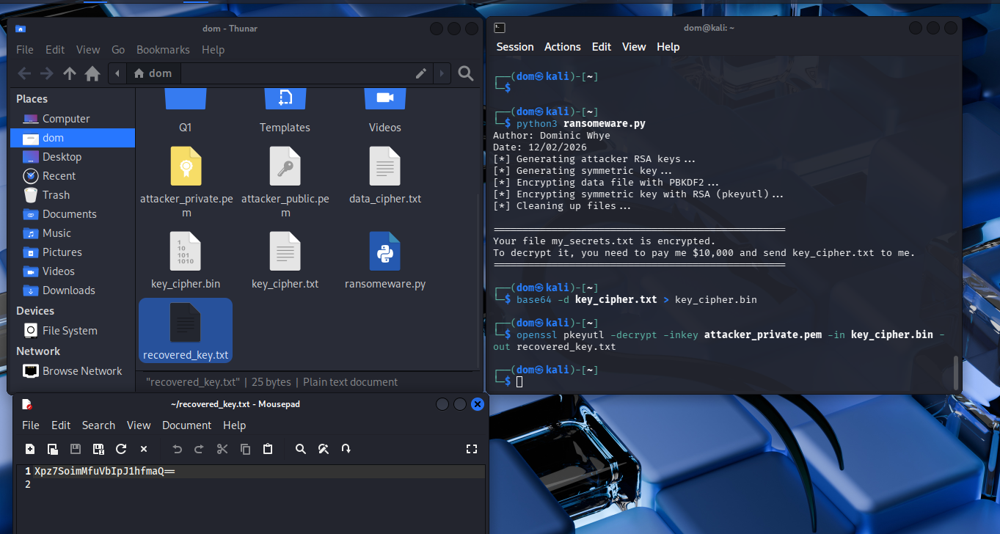 dom - Thunar
File Edit View Go Bookmarks Help
dom
Places
Computer
dom
Desktop
Recent
Trash
Documents
Music
Pictures
Videos
Downloads
Devices
File System
Network
Browse Network
Q1 Templates Videos
attacker_private.pe
m
attacker_public.pe
m
data_cipher.txt
key_cipher.bin
key_cipher.txt
ransomeware.py
recovered_key.txt
"recovered_key.txt" | 25 bytes | Plain text document
dom@kali: ~
Session Actions Edit View Help
┌──(dom㉿kali)-[~]
└─$
┌──(dom㉿kali)-[~]
└─$ python3 ransomeware.py
Author: Dominic Whye
Date: 12/02/2026
[*] Generating attacker RSA keys...
[*] Generating symmetric key...
[*] Encrypting data file with PBKDF2...
[*] Encrypting symmetric key with RSA (pkeyutl)...
[*] Cleaning up files...
==================================================
Your file my_secrets.txt is encrypted.
To decrypt it, you need to pay me $10,000 and send key_cipher.txt to me.
==================================================
┌──(dom㉿kali)-[~]
└─$ base64 -d key_cipher.txt > key_cipher.bin
┌──(dom㉿kali)-[~]
└─$ openssl pkeyutl -decrypt -inkey attacker_private.pem -in key_cipher.bin -
out recovered_key.txt
┌──(dom㉿kali)-[~]
└─$
~/recovered_key.txt - Mousepad
File Edit Search View Document Help
1 Xpz7SoimMfuVbIpJ1hfmaQ==
2